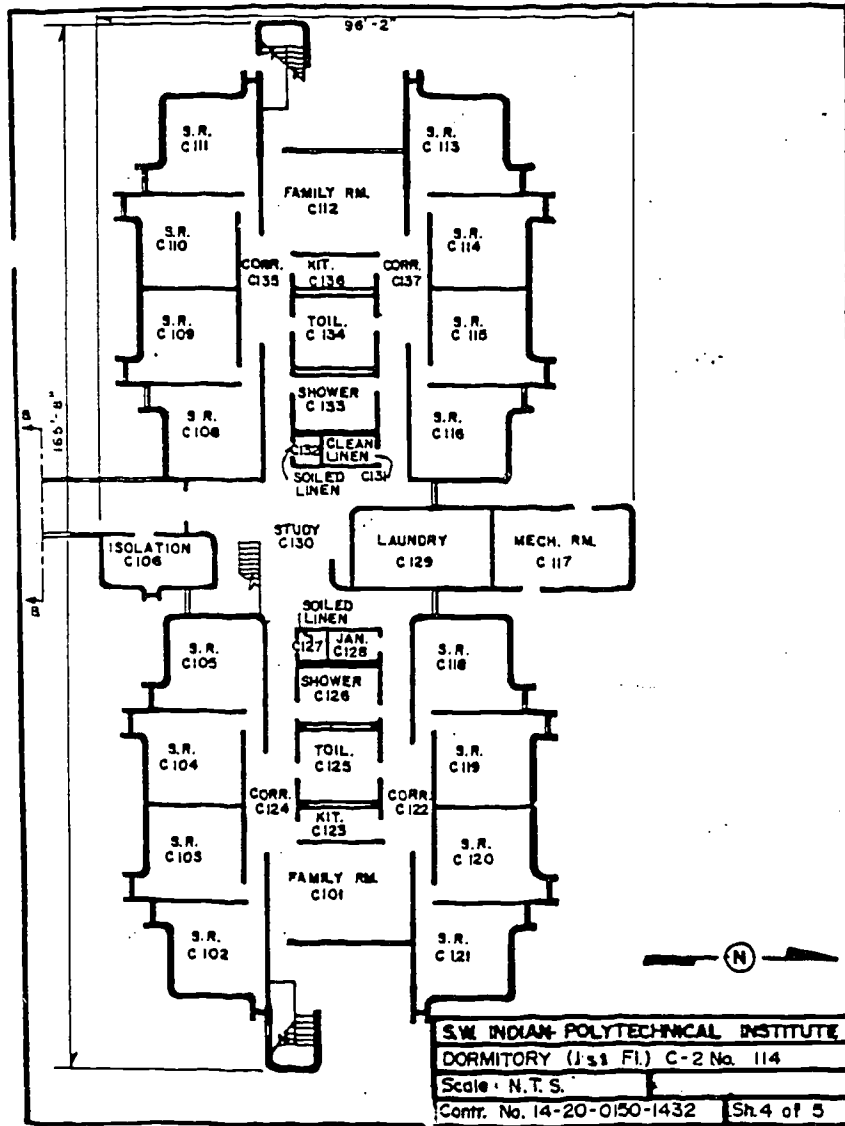 96'-2"
S.R.
C111
S.R.
C113
FAMILY RM.
C112
S.R.
C110
S.R.
C114
CORR.
C135
KIT.
C136
CORR.
C137
S.R.
C109
TOIL.
C134
S.R.
C115
165'-8"
SHOWER
C133
S.R.
C108
S.R.
C116
B
C132
CLEAN
LINEN
SOILED
LINEN
C131
STUDY
C130
ISOLATION
C106
LAUNDRY
C129
MECH. RM.
C117
B
SOILED
LINEN
C127
JAN.
C128
S.R.
C105
S.R.
C118
SHOWER
C126
S.R.
C104
TOIL.
C125
S.R.
C119
CORR.
C124
CORR.
C122
KIT.
C123
S.R.
C103
S.R.
C120
FAMILY RM.
C101
S.R.
C102
S.R.
C121
N
S.W. INDIAN POLYTECHNICAL INSTITUTE
DORMITORY (1st Fl.) C-2 No. 114
Scale: N.T.S.
Contr. No. 14-20-0150-1432
Sh.4 of 5